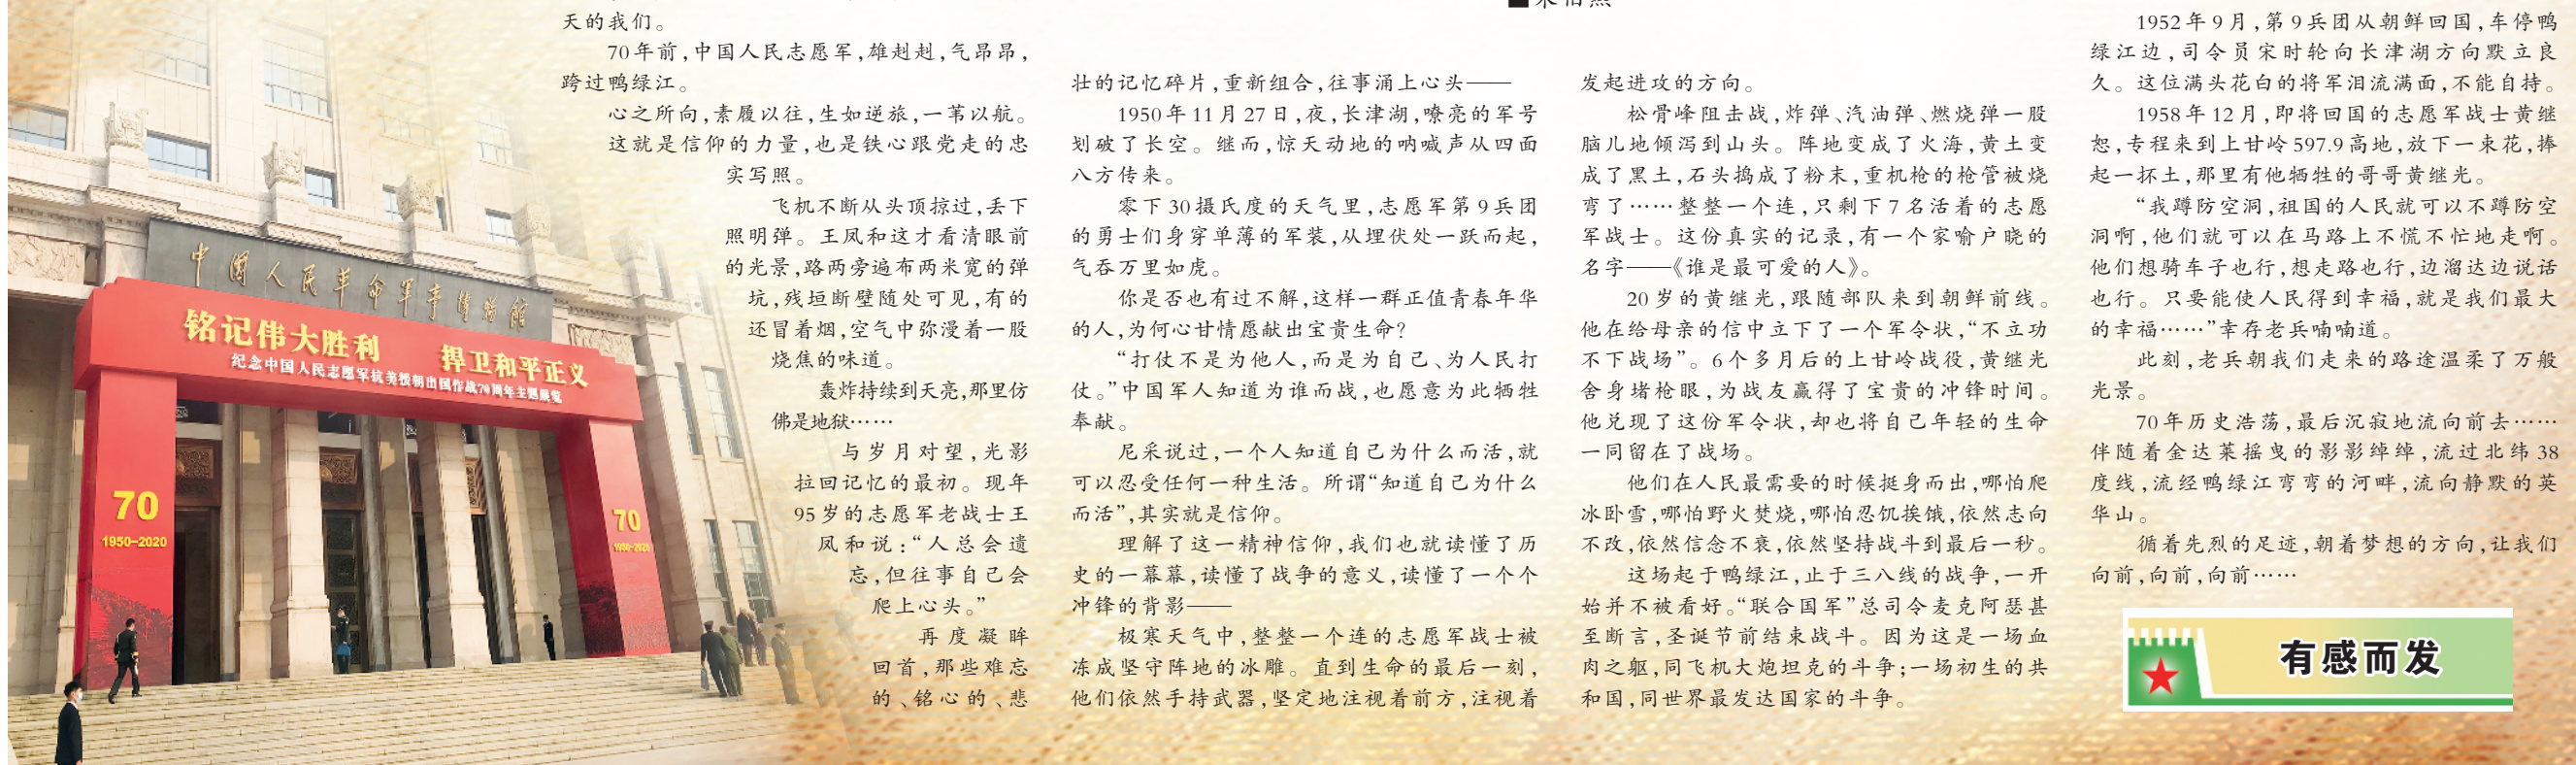 天的我们。
70年前,中国人民志愿军,雄赳赳,气昂昂,
跨过鸭绿江。
心之所向,素履以往,生如逆旅,一苇以航。
这就是信仰的力量,也是铁心跟党走的忠
实写照。
飞机不断从头顶掠过,丢下
照明弹。王凤和这才看清眼前
的光景,路两旁遍布两米宽的弹
坑,残垣断壁随处可见,有的
还冒着烟,空气中弥漫着一股
烧焦的味道。
轰炸持续到天亮,那里仿
佛是地狱……
与岁月对望,光影
拉回记忆的最初。现年
95岁的志愿军老战士王
凤和说:“人总会遗
忘,但往事自己会
爬上心头。”
再度凝眸
回首,那些难忘
的、铭心的、悲
壮的记忆碎片,重新组合,往事涌上心头——
1950年11月27日,夜,长津湖,嘹亮的军号
划破了长空。继而,惊天动地的呐喊声从四面
八方传来。
零下30摄氏度的天气里,志愿军第9兵团
的勇士们身穿单薄的军装,从埋伏处一跃而起,
气吞万里如虎。
你是否也有过不解,这样一群正值青春年华
的人,为何心甘情愿献出宝贵生命?
“打仗不是为他人,而是为自己、为人民打
仗。”中国军人知道为谁而战,也愿意为此牺牲
奉献。
尼采说过,一个人知道自己为什么而活,就
可以忍受任何一种生活。所谓“知道自己为什么
而活”,其实就是信仰。
理解了这一精神信仰,我们也就读懂了历
史的一幕幕,读懂了战争的意义,读懂了一个个
冲锋的背影——
极寒天气中,整整一个连的志愿军战士被
冻成坚守阵地的冰雕。直到生命的最后一刻,
他们依然手持武器,坚定地注视着前方,注视着
发起进攻的方向。
松骨峰阻击战,炸弹、汽油弹、燃烧弹一股
脑儿地倾泻到山头。阵地变成了火海,黄土变
成了黑土,石头捣成了粉末,重机枪的枪管被烧
弯了……整整一个连,只剩下7名活着的志愿
军战士。这份真实的记录,有一个家喻户晓的
名字——《谁是最可爱的人》。
20岁的黄继光,跟随部队来到朝鲜前线。
他在给母亲的信中立下了一个军令状,“不立功
不下战场”。6个多月后的上甘岭战役,黄继光
舍身堵枪眼,为战友赢得了宝贵的冲锋时间。
他兑现了这份军令状,却也将自己年轻的生命
一同留在了战场。
他们在人民最需要的时候挺身而出,哪怕爬
冰卧雪,哪怕野火焚烧,哪怕忍饥挨饿,依然志向
不改,依然信念不衰,依然坚持战斗到最后一秒。
这场起于鸭绿江,止于三八线的战争,一开
始并不被看好。“联合国军”总司令麦克阿瑟甚
至断言,圣诞节前结束战斗。因为这是一场血
肉之躯,同飞机大炮坦克的斗争;一场初生的共
和国,同世界最发达国家的斗争。
1952年9月,第9兵团从朝鲜回国,车停鸭
绿江边,司令员宋时轮向长津湖方向默立良
久。这位满头花白的将军泪流满面,不能自持。
1958年12月,即将回国的志愿军战士黄继
恕,专程来到上甘岭597.9高地,放下一束花,捧
起一抔土,那里有他牺牲的哥哥黄继光。
“我蹲防空洞,祖国的人民就可以不蹲防空
洞啊,他们就可以在马路上不慌不忙地走啊。
他们想骑车子也行,想走路也行,边溜达边说话
也行。只要能使人民得到幸福,就是我们最大
的幸福……”幸存老兵喃喃道。
此刻,老兵朝我们走来的路途温柔了万般
光景。
70年历史浩荡,最后沉寂地流向前去……
伴随着金达莱摇曳的影影绰绰,流过北纬38
度线,流经鸭绿江弯弯的河畔,流向静默的英
华山。
循着先烈的足迹,朝着梦想的方向,让我们
向前,向前,向前……
有感而发
中国人民革命军事博物馆
铭记伟大胜利 捍卫和平正义
纪念中国人民志愿军抗美援朝出国作战70周年主题展览
70
1950-2020
70
1950-2020